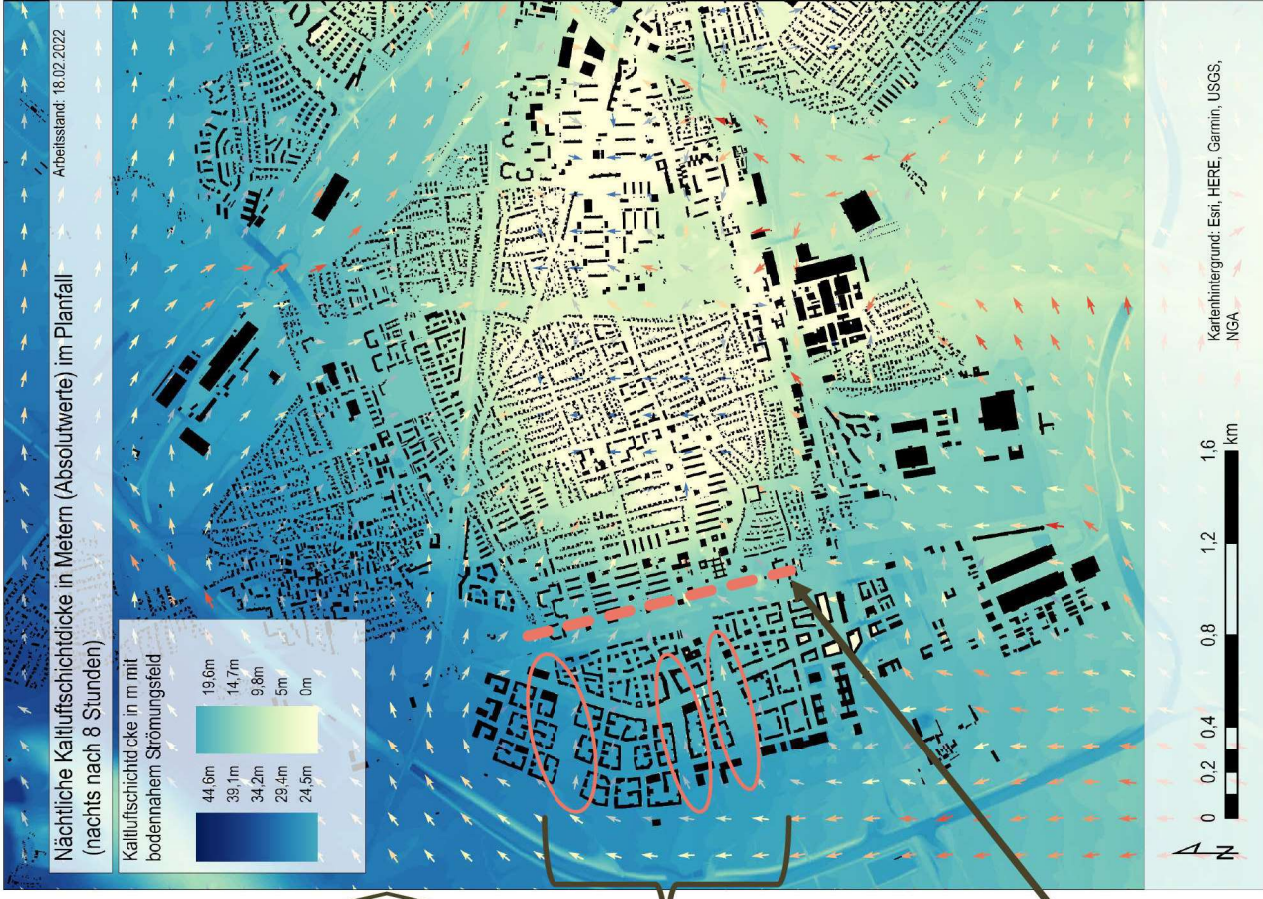 Nächtliche Kaltluftschichtdicke in Metern (Absolutwerte) im Planfall
(nachts nach 8 Stunden)
Arbeitsstand: 18.02.2022
Kaltluftschichtdicke in m mit
bodennahem Strömungsfeld
44,6m
39,1m
34,2m
29,4m
24,5m
19,6m
14,7m
9,8m
5m
0m
N
0 0,2 0,4 0,8 1,2 1,6
km
Kartenhintergrund: Esri, HERE, Garmin, USGS,
NGA